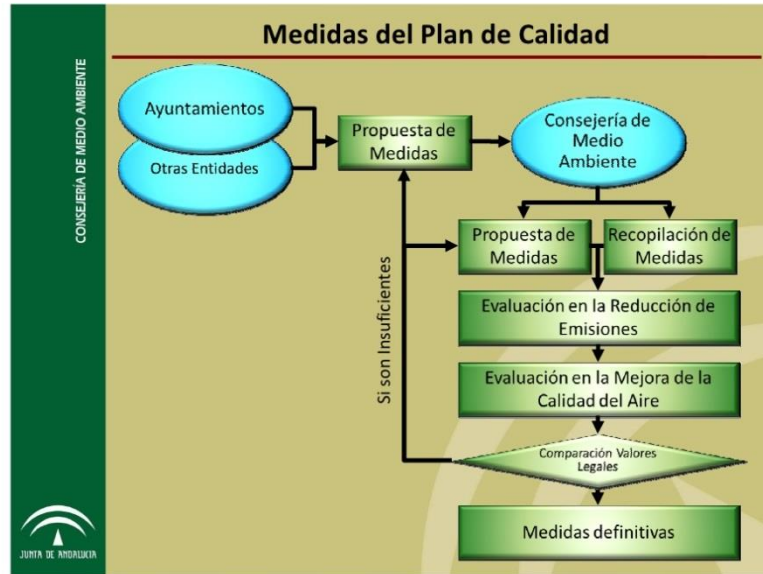 Medidas del Plan de Calidad
CONSEJERÍA DE MEDIO AMBIENTE
Ayuntamientos
Otras Entidades
Propuesta de
Medidas
Consejería de
Medio
Ambiente
Propuesta de
Medidas
Recopilación de
Medidas
Si son Insuficientes
Evaluación en la Reducción de
Emisiones
Evaluación en la Mejora de la
Calidad del Aire
Comparación Valores
Legales
Medidas definitivas
JUNTA DE ANDALUCIA